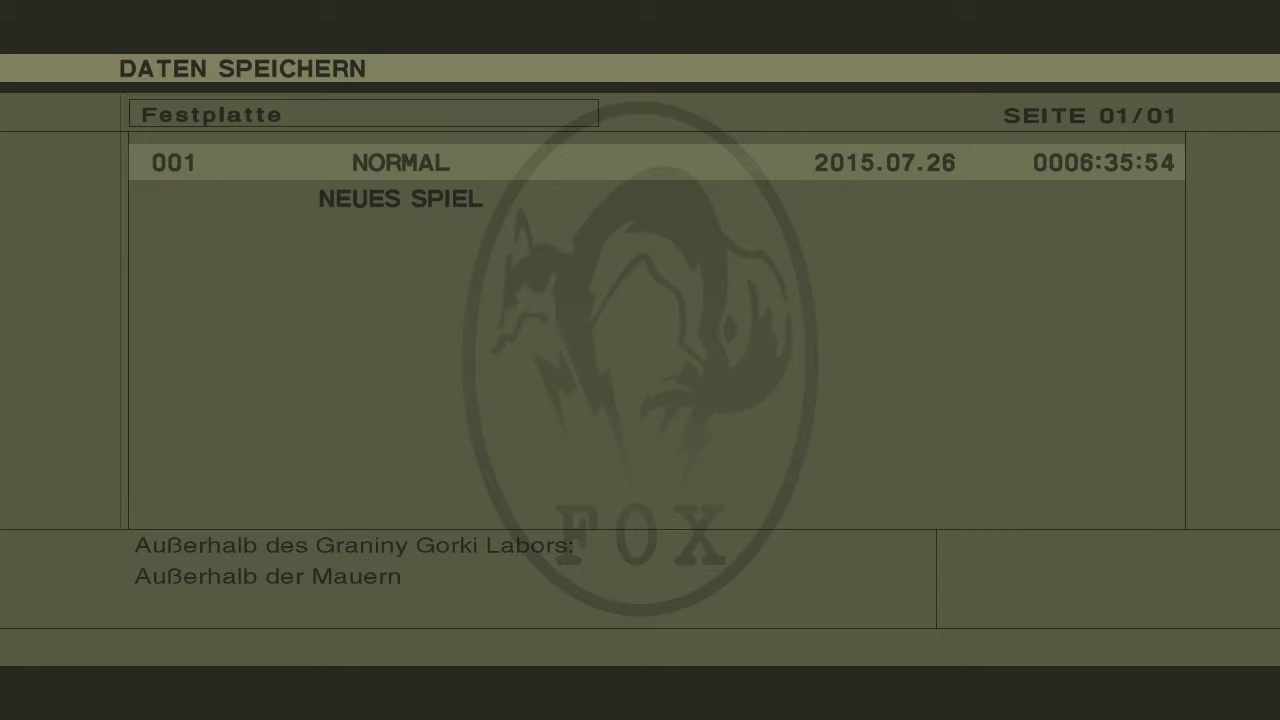 DATEN SPEICHERN
Festplatte SEITE 01/01
001 NORMAL 2015.07.26 0006:35:54
NEUES SPIEL
FOX
Außerhalb des Graniny Gorki Labors:
Außerhalb der Mauern